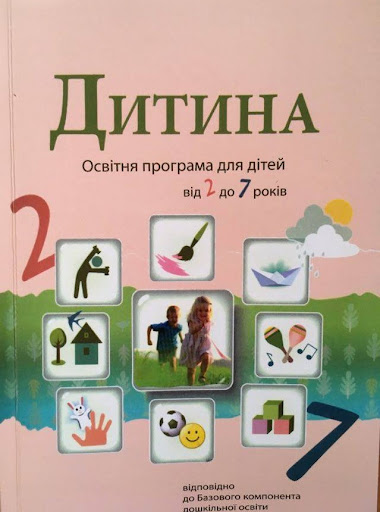 ДИТИНА
Освітня програма для дітей
від 2 до 7 років
2
7
відповідно
до Базового компонента
дошкільної освіти